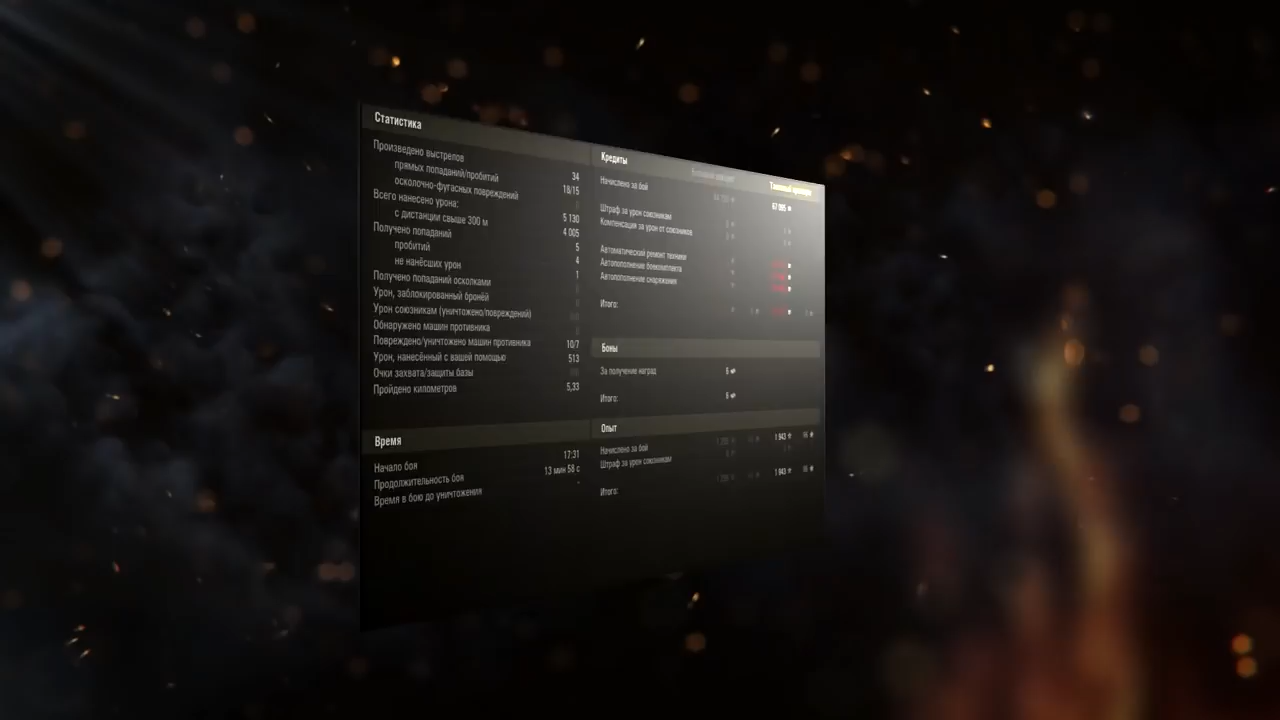 Статистика
Произведено выстрелов 34
прямых попаданий/пробитий 18/15
осколочно-фугасных повреждений
Всего нанесено урона: 5 130
с дистанции свыше 300 м 4 005
Получено попаданий 5
пробитий 4
не нанёсших урон 1
Получено попаданий осколками
Урон, заблокированный бронёй
Урон союзникам (уничтожено/повреждений)
Обнаружено машин противника
Повреждено/уничтожено машин противника 10/7
Урон, нанесённый с вашей помощью 513
Очки захвата/защиты базы
Пройдено километров 5,33
Время
Начало боя 17:31
Продолжительность боя 13 мин 58 с
Время в бою до уничтожения
Кредиты
Начислено за бой
Штраф за урон союзникам
Компенсация за урон от союзников
Автоматический ремонт техники
Автопополнение боекомплекта
Автопополнение снаряжения
Итого:
Боны
За получение наград 6
Итого: 6
Опыт
Начислено за бой 1 843
Штраф за урон союзникам
Итого: 1 843